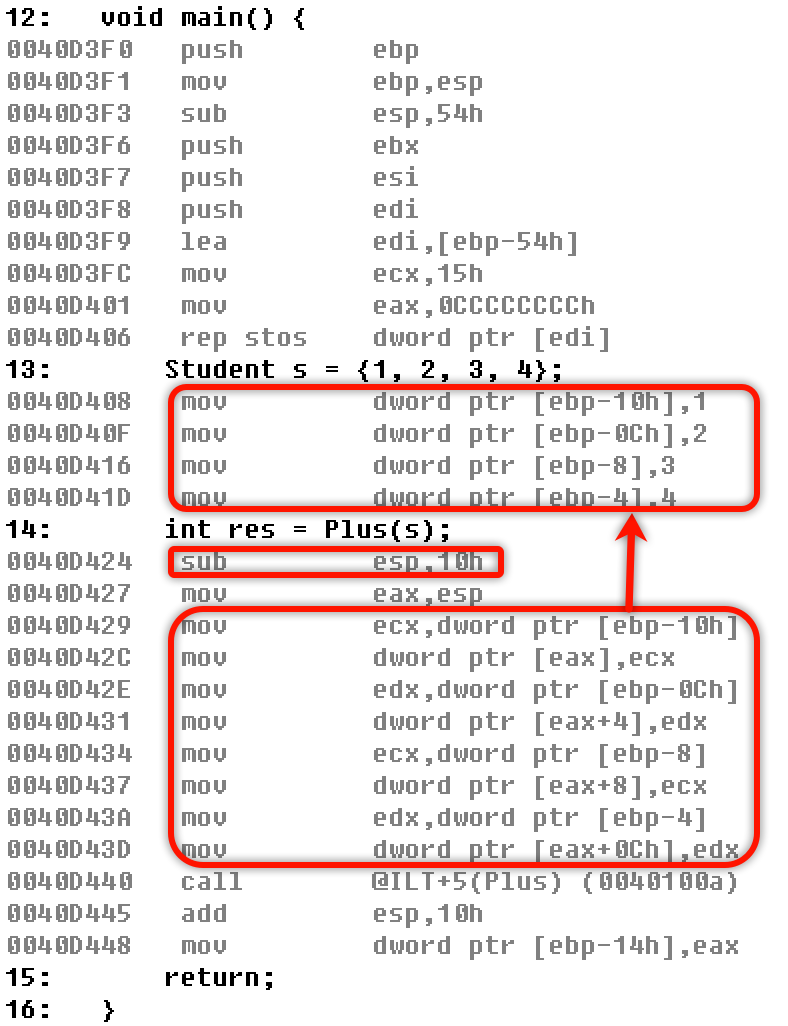 12:   void main() {
0040D3F0   push        ebp
0040D3F1   mov         ebp,esp
0040D3F3   sub         esp,54h
0040D3F6   push        ebx
0040D3F7   push        esi
0040D3F8   push        edi
0040D3F9   lea         edi,[ebp-54h]
0040D3FC   mov         ecx,15h
0040D401   mov         eax,0CCCCCCCCh
0040D406   rep stos    dword ptr [edi]
13:       Student s = {1, 2, 3, 4};
0040D408   mov         dword ptr [ebp-10h],1
0040D40F   mov         dword ptr [ebp-0Ch],2
0040D416   mov         dword ptr [ebp-8],3
0040D41D   mov         dword ptr [ebp-4],4
14:       int res = Plus(s);
0040D424   sub         esp,10h
0040D427   mov         eax,esp
0040D429   mov         ecx,dword ptr [ebp-10h]
0040D42C   mov         dword ptr [eax],ecx
0040D42E   mov         edx,dword ptr [ebp-0Ch]
0040D431   mov         dword ptr [eax+4],edx
0040D434   mov         ecx,dword ptr [ebp-8]
0040D437   mov         dword ptr [eax+8],ecx
0040D43A   mov         edx,dword ptr [ebp-4]
0040D43D   mov         dword ptr [eax+0Ch],edx
0040D440   call        @ILT+5(Plus) (0040100a)
0040D445   add         esp,10h
0040D448   mov         dword ptr [ebp-14h],eax
15:       return;
16:   }